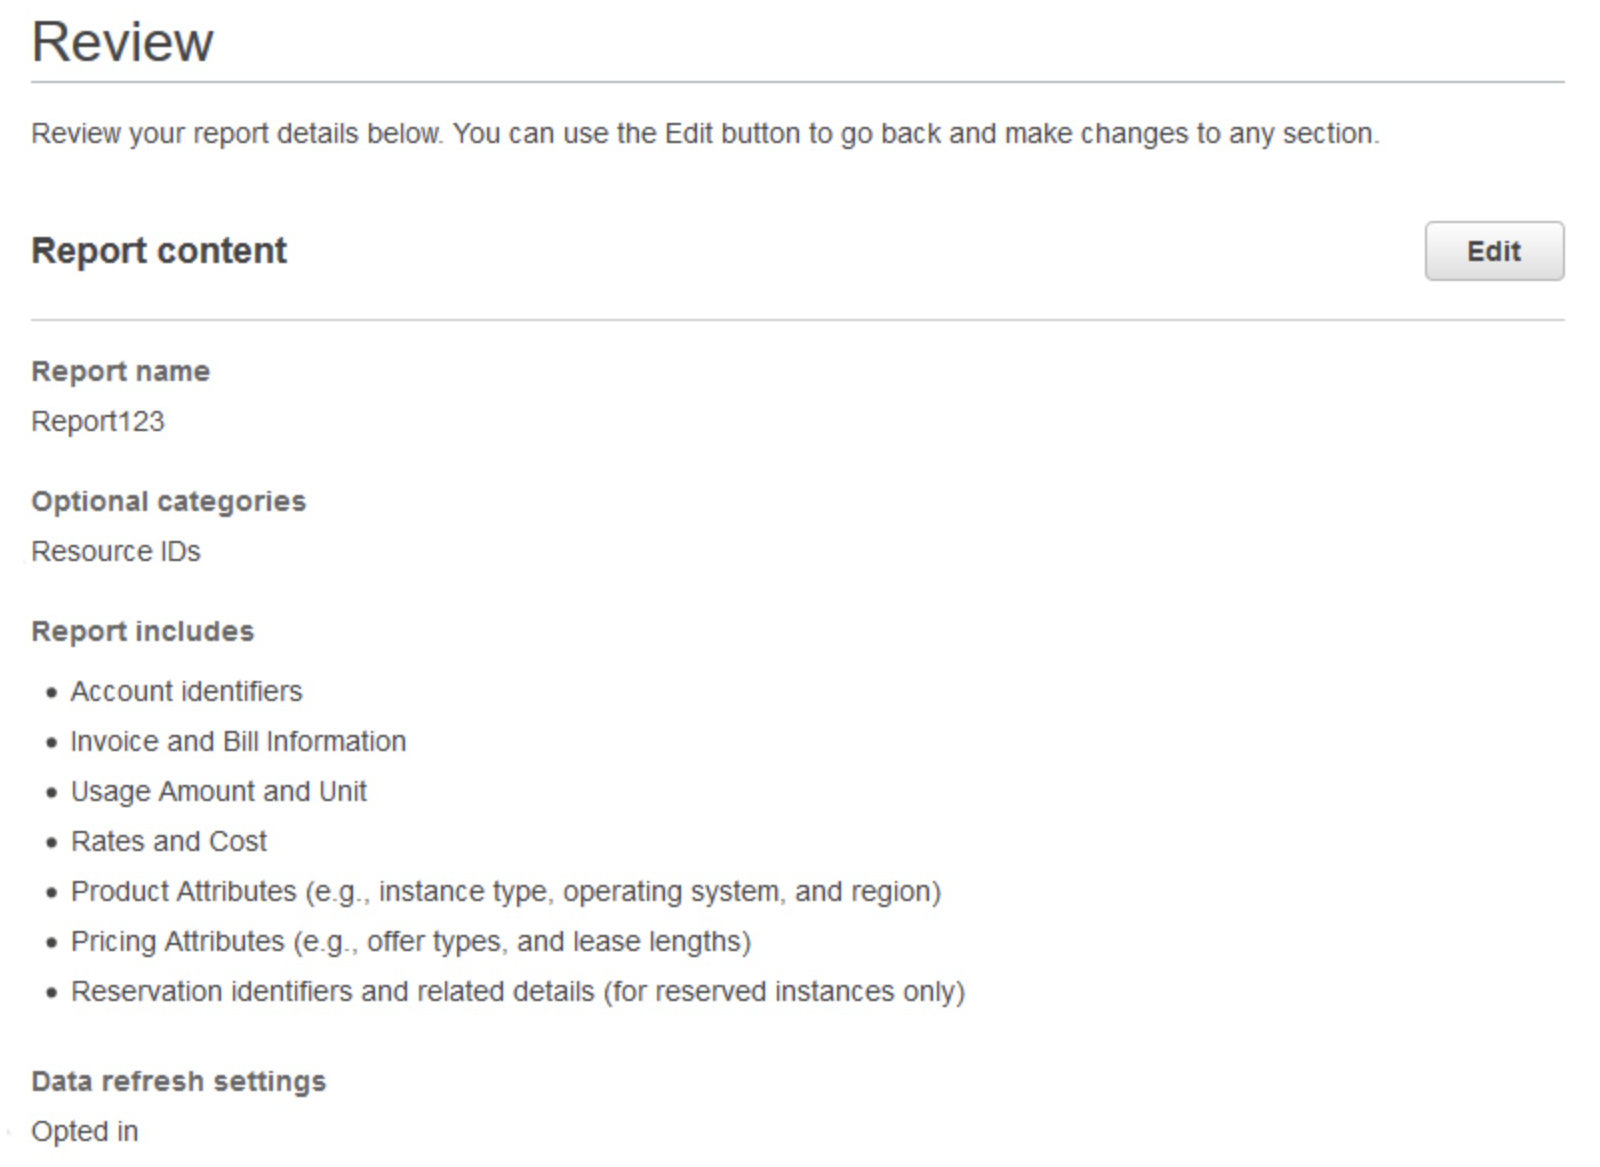 Review
Review your report details below. You can use the Edit button to go back and make changes to any section.
Report content
Edit
Report name
Report123
Optional categories
Resource IDs
Report includes
• Account identifiers
• Invoice and Bill Information
• Usage Amount and Unit
• Rates and Cost
• Product Attributes (e.g., instance type, operating system, and region)
• Pricing Attributes (e.g., offer types, and lease lengths)
• Reservation identifiers and related details (for reserved instances only)
Data refresh settings
Opted in